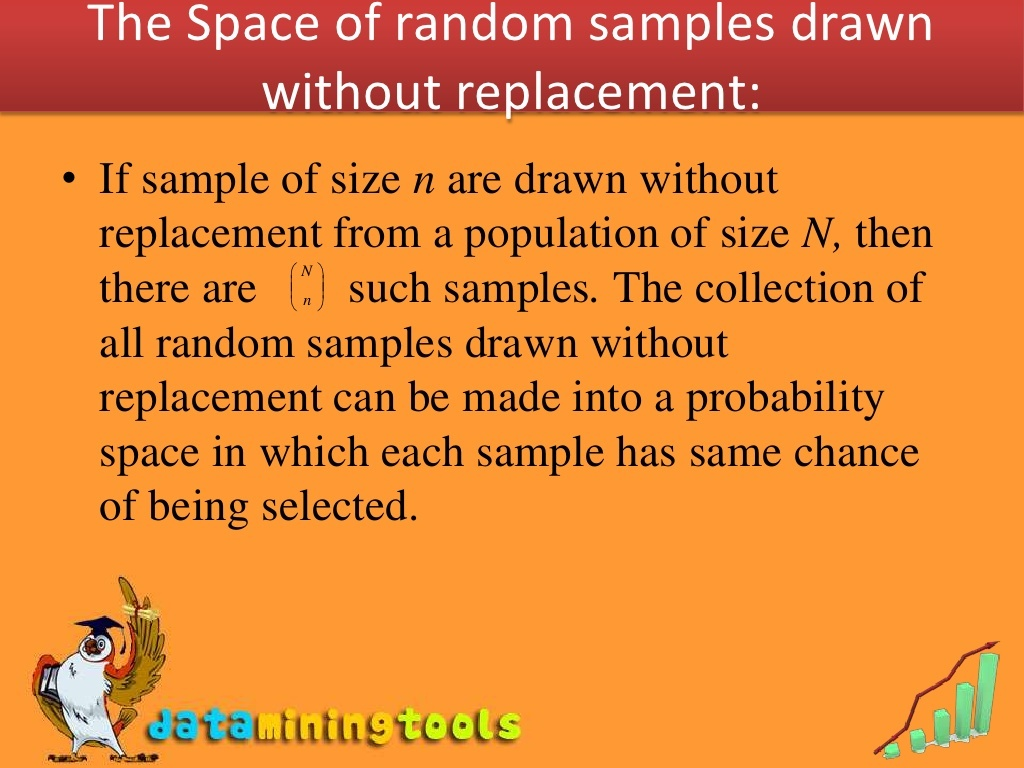 The Space of random samples drawn
without replacement:
• If sample of size n are drawn without
replacement from a population of size N, then
there are (N n) such samples. The collection of
all random samples drawn without
replacement can be made into a probability
space in which each sample has same chance
of being selected.
dataminingtools